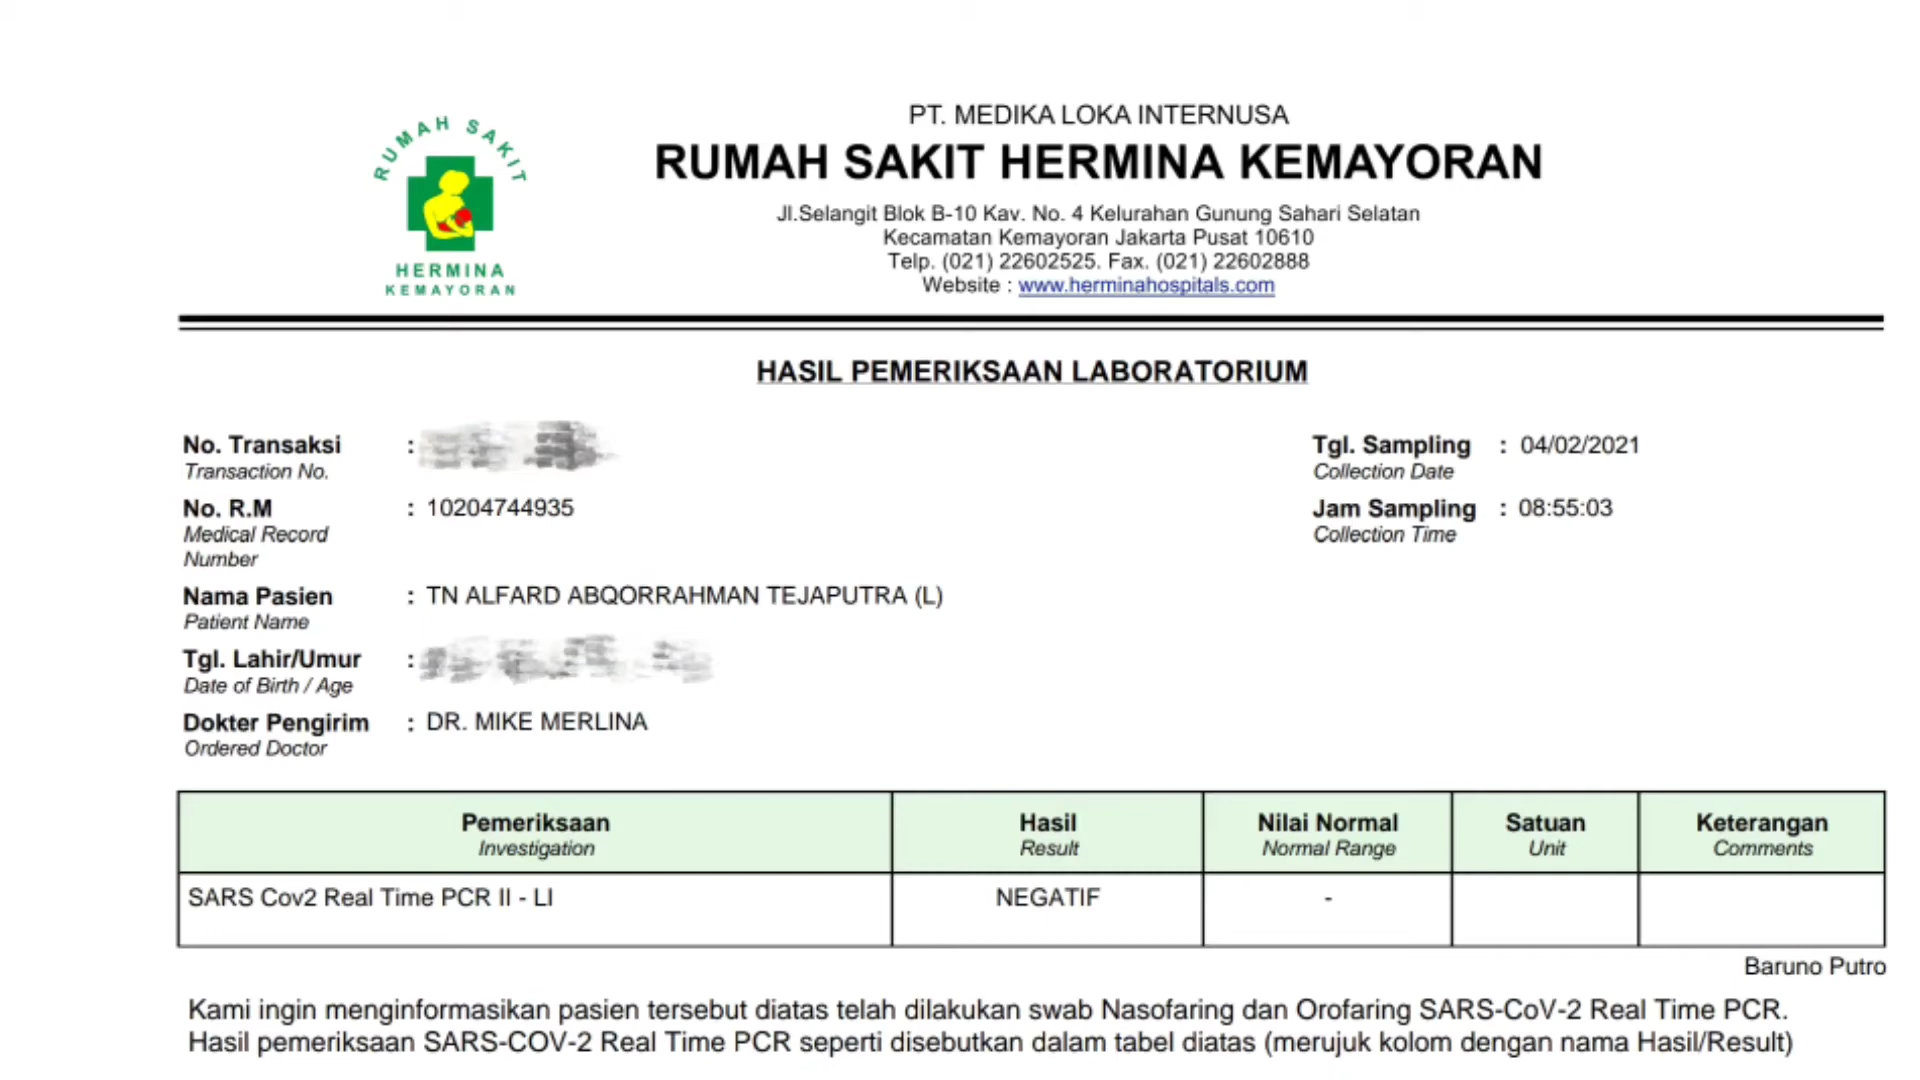 RUMAH SAKIT
HERMINA
KEMAYORAN
PT. MEDIKA LOKA INTERNUSA
RUMAH SAKIT HERMINA KEMAYORAN
Jl.Selangit Blok B-10 Kav. No. 4 Kelurahan Gunung Sahari Selatan
Kecamatan Kemayoran Jakarta Pusat 10610
Telp. (021) 22602525. Fax. (021) 22602888
Website : www.herminahospitals.com
HASIL PEMERIKSAAN LABORATORIUM
No. Transaksi :
Transaction No.
Tgl. Sampling : 04/02/2021
Collection Date
No. R.M : 10204744935
Medical Record
Number
Jam Sampling : 08:55:03
Collection Time
Nama Pasien : TN ALFARD ABQORRAHMAN TEJAPUTRA (L)
Patient Name
Tgl. Lahir/Umur :
Date of Birth / Age
Dokter Pengirim : DR. MIKE MERLINA
Ordered Doctor
Pemeriksaan Hasil Nilai Normal Satuan Keterangan
Investigation Result Normal Range Unit Comments
SARS Cov2 Real Time PCR II - LI NEGATIF -
Baruno Putro
Kami ingin menginformasikan pasien tersebut diatas telah dilakukan swab Nasofaring dan Orofaring SARS-CoV-2 Real Time PCR.
Hasil pemeriksaan SARS-COV-2 Real Time PCR seperti disebutkan dalam tabel diatas (merujuk kolom dengan nama Hasil/Result)